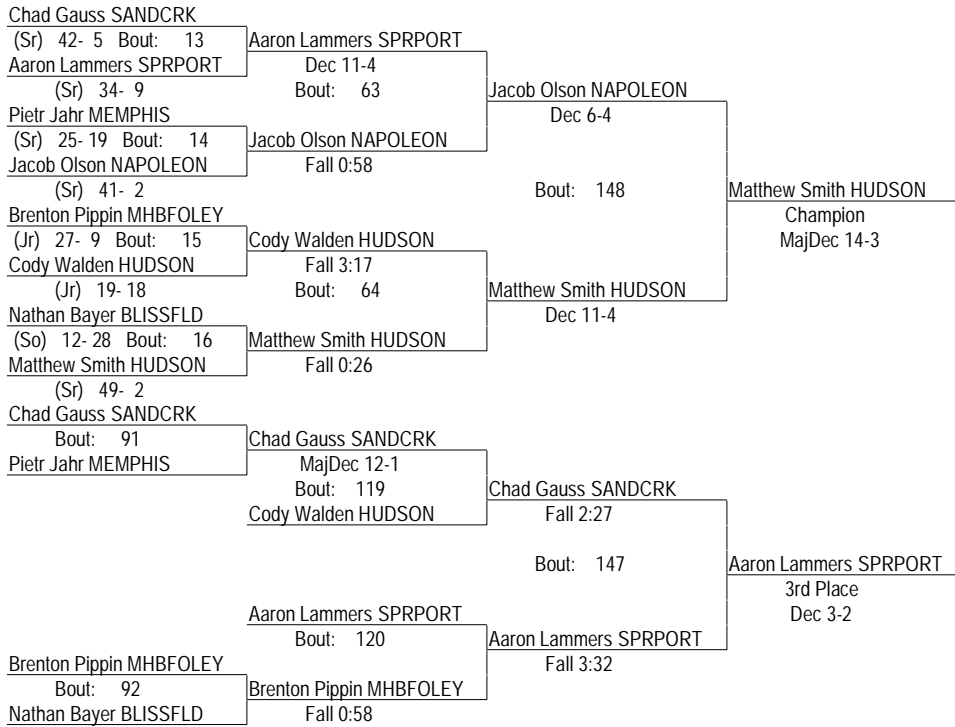 Chad Gauss SANDCRK
(Sr) 42- 5 Bout: 13
Aaron Lammers SPRPORT
Aaron Lammers SPRPORT
Dec 11-4
(Sr) 34- 9
Bout: 63
Jacob Olson NAPOLEON
Pietr Jahr MEMPHIS
Dec 6-4
(Sr) 25- 19 Bout: 14
Jacob Olson NAPOLEON
Jacob Olson NAPOLEON
Fall 0:58
(Sr) 41- 2
Bout: 148
Matthew Smith HUDSON
Brenton Pippin MHBFOLEY
Champion
(Jr) 27- 9 Bout: 15
Cody Walden HUDSON
MajDec 14-3
Cody Walden HUDSON
Fall 3:17
(Jr) 19- 18
Bout: 64
Matthew Smith HUDSON
Nathan Bayer BLISSFLD
Dec 11-4
(So) 12- 28 Bout: 16
Matthew Smith HUDSON
Matthew Smith HUDSON
Fall 0:26
(Sr) 49- 2
Chad Gauss SANDCRK
Bout: 91
Chad Gauss SANDCRK
Pietr Jahr MEMPHIS
MajDec 12-1
Bout: 119
Chad Gauss SANDCRK
Cody Walden HUDSON
Fall 2:27
Bout: 147
Aaron Lammers SPRPORT
3rd Place
Aaron Lammers SPRPORT
Dec 3-2
Bout: 120
Aaron Lammers SPRPORT
Brenton Pippin MHBFOLEY
Fall 3:32
Bout: 92
Brenton Pippin MHBFOLEY
Nathan Bayer BLISSFLD
Fall 0:58